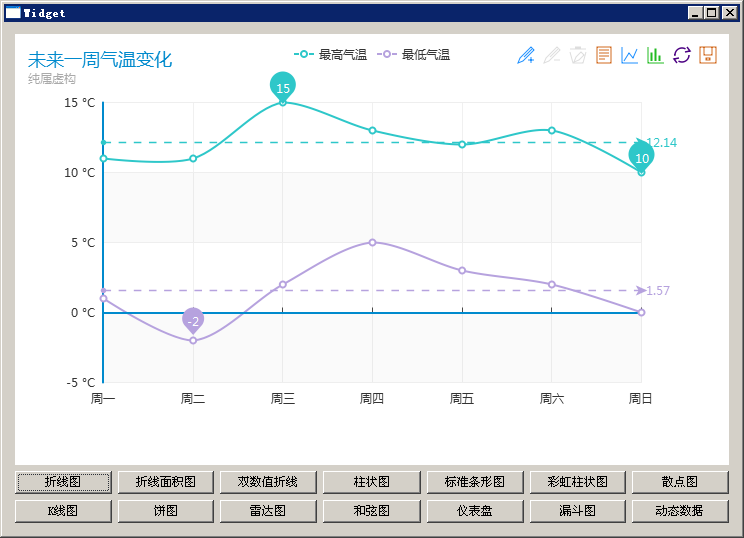 Widget
未来一周气温变化
纯属虚构
最高气温 最低气温
15 °C
10 °C
5 °C
0 °C
-5 °C
15
12.14
10
1.57
-2
周一 周二 周三 周四 周五 周六 周日
折线图 折线面积图 双数值折线 柱状图 标准条形图 彩虹柱状图 散点图
K线图 饼图 雷达图 和弦图 仪表盘 漏斗图 动态数据